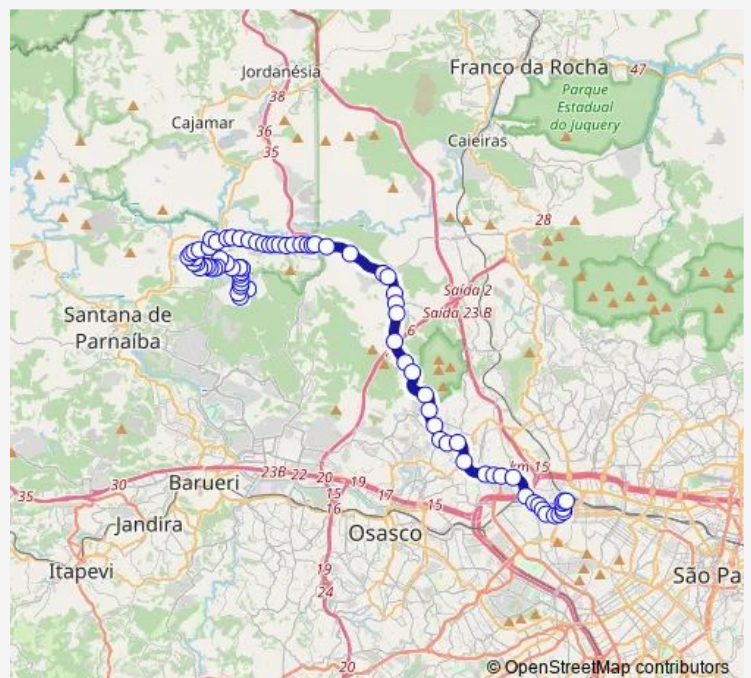 Jordanésia
Franco da Rocha
47
38
Parque
Estadual
do Juquery
Cajamar
36
Caieiras
35
28
Saída 2
Santana de
Parnaíba
Saída 23 B
6
km 15
23B
22
20
19
30
35
Barueri
15
17
15
16
Osasco
Jandira
Itapevi
São Pa
19
24
20
© OpenStreetMap contributors